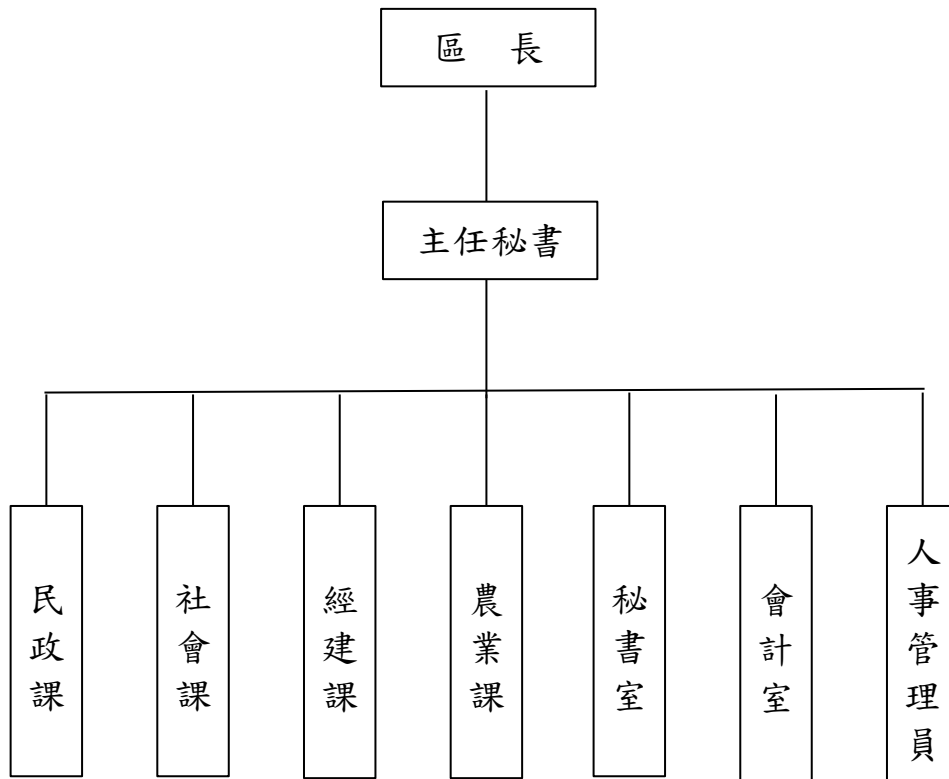 區　長
主任秘書
民政課
社會課
經建課
農業課
秘書室
會計室
人事管理員